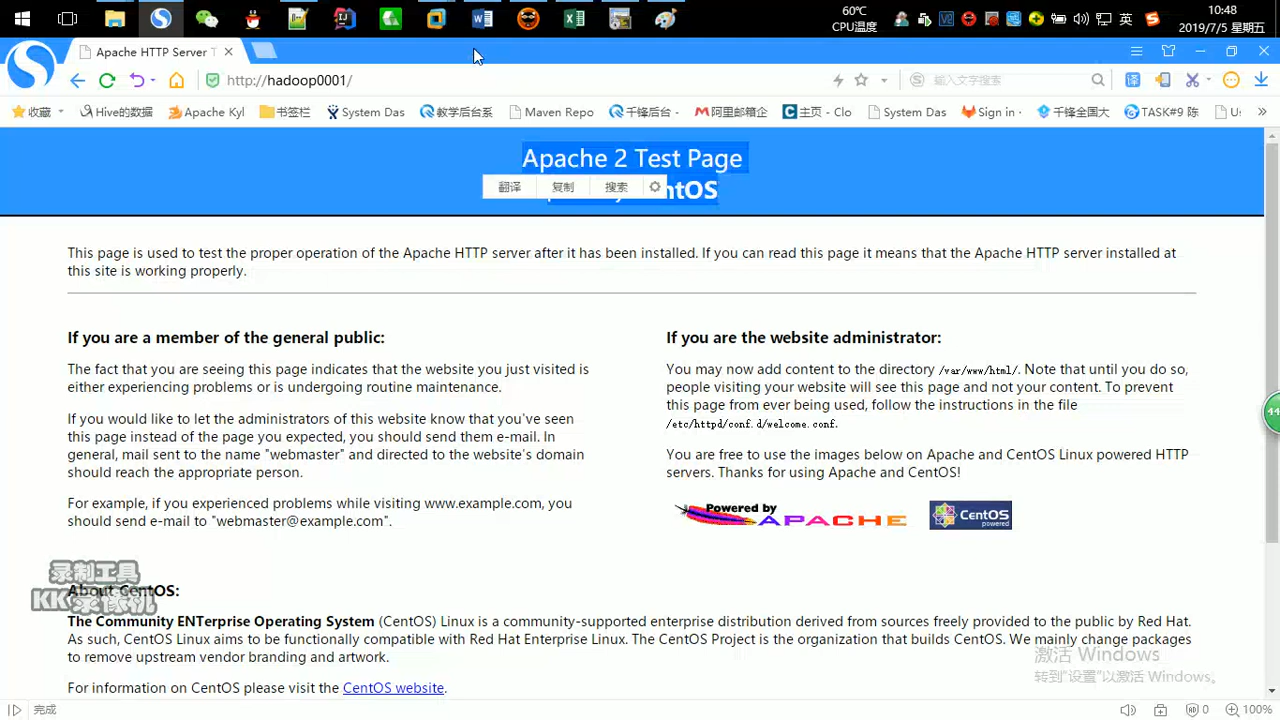 60℃
CPU温度
英
10:48
2019/7/5 星期五
Apache HTTP Server T
http://hadoop0001/
输入文字搜索
译
收藏
Hive的数据
Apache Kyl
书签栏
System Das
教学后台系
Maven Repo
千锋后台 -
阿里邮箱企
主页 - Clo
System Das
Sign in ·
千锋全国大
TASK#9 陈
Apache 2 Test Page
ntOS
翻译
复制
搜索
This page is used to test the proper operation of the Apache HTTP server after it has been installed. If you can read this page it means that the Apache HTTP server installed at
this site is working properly.
If you are a member of the general public:
The fact that you are seeing this page indicates that the website you just visited is
either experiencing problems or is undergoing routine maintenance.
If you would like to let the administrators of this website know that you've seen
this page instead of the page you expected, you should send them e-mail. In
general, mail sent to the name "webmaster" and directed to the website's domain
should reach the appropriate person.
For example, if you experienced problems while visiting www.example.com, you
should send e-mail to "webmaster@example.com".
If you are the website administrator:
You may now add content to the directory /var/www/html/. Note that until you do so,
people visiting your website will see this page and not your content. To prevent
this page from ever being used, follow the instructions in the file
/etc/httpd/conf.d/welcome.conf.
You are free to use the images below on Apache and CentOS Linux powered HTTP
servers. Thanks for using Apache and CentOS!
Powered by
APACHE
CentOS
powered
44
录制工具
KK录像机
About CentOS:
The Community ENTerprise Operating System (CentOS) Linux is a community-supported enterprise distribution derived from sources freely provided to the public by Red Hat.
As such, CentOS Linux aims to be functionally compatible with Red Hat Enterprise Linux. The CentOS Project is the organization that builds CentOS. We mainly change packages
to remove upstream vendor branding and artwork.
For information on CentOS please visit the CentOS website.
激活 Windows
转到"设置"以激活 Windows。
完成
0
100%